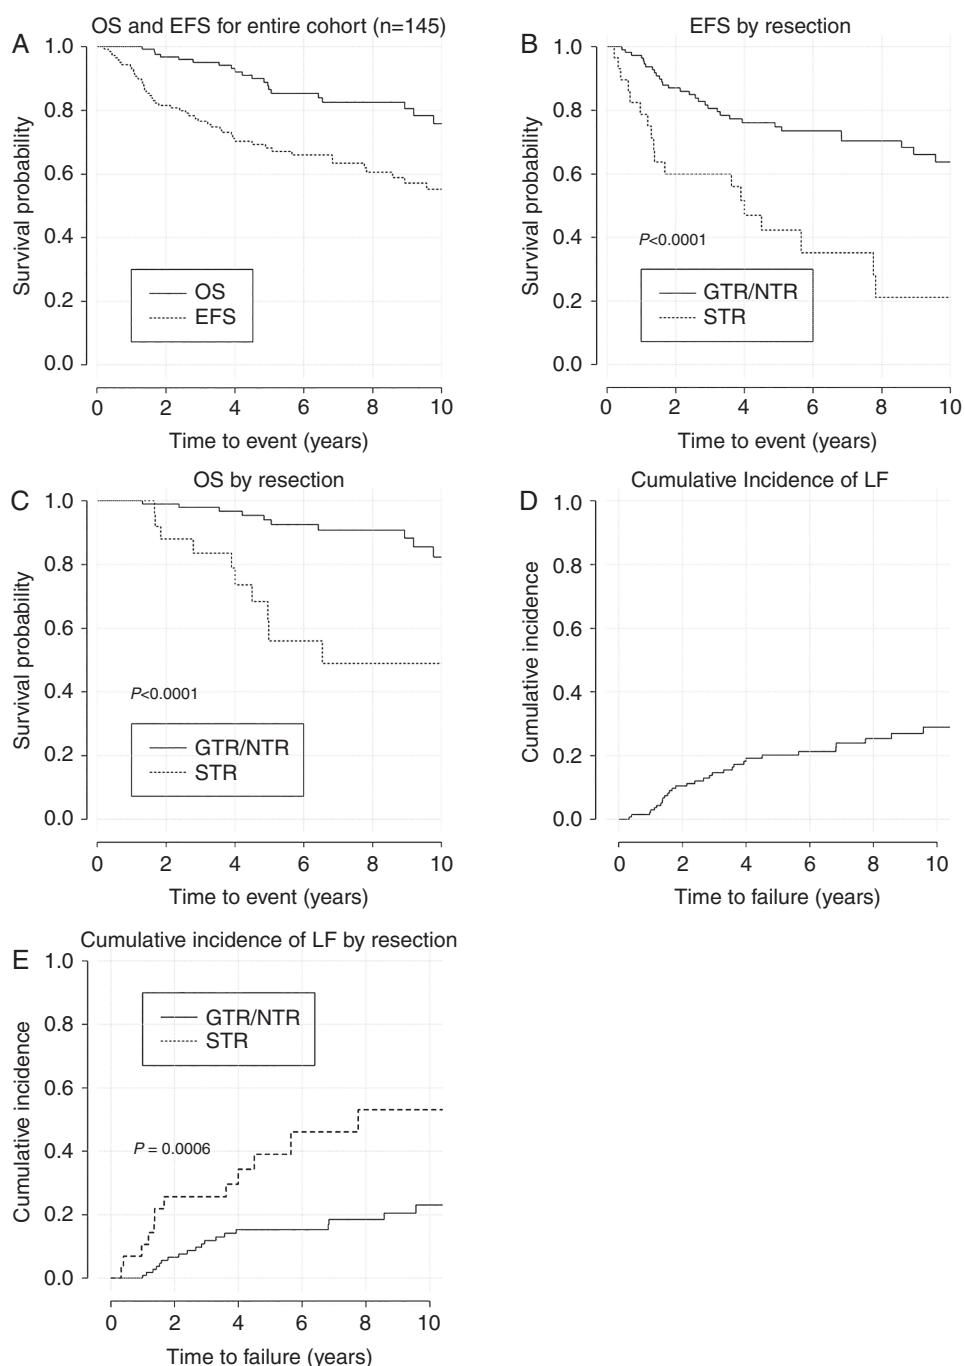 A
OS and EFS for entire cohort (n=145)
1.0
0.8
0.6
0.4
0.2
0.0
Survival probability
OS
EFS
0 2 4 6 8 10
Time to event (years)
B
EFS by resection
1.0
0.8
0.6
0.4
0.2
0.0
Survival probability
P<0.0001
GTR/NTR
STR
0 2 4 6 8 10
Time to event (years)
C
OS by resection
1.0
0.8
0.6
0.4
0.2
0.0
Survival probability
P<0.0001
GTR/NTR
STR
0 2 4 6 8 10
Time to event (years)
D
Cumulative Incidence of LF
1.0
0.8
0.6
0.4
0.2
0.0
Cumulative incidence
0 2 4 6 8 10
Time to failure (years)
E
Cumulative incidence of LF by resection
1.0
0.8
0.6
0.4
0.2
0.0
Cumulative incidence
GTR/NTR
STR
P = 0.0006
0 2 4 6 8 10
Time to failure (years)